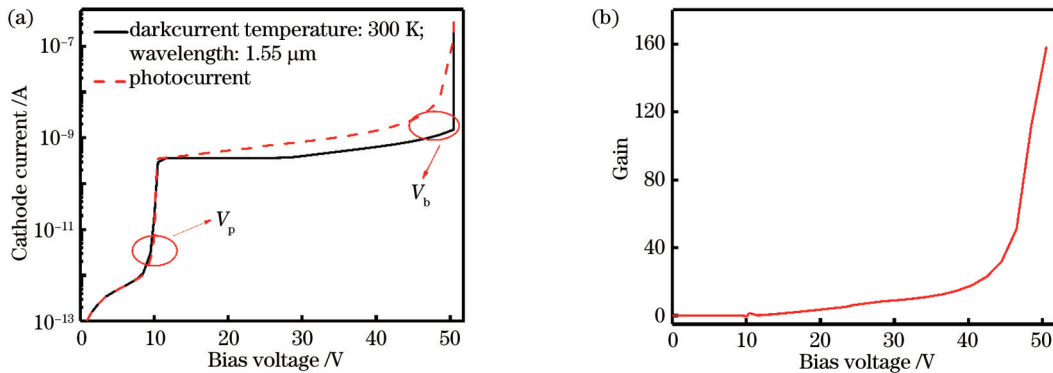 (a)
darkcurrent temperature: 300 K;
wavelength: 1.55 μm
photocurrent
10⁻⁷
10⁻⁹
10⁻¹¹
10⁻¹³
Cathode current /A
V_b
V_p
0 10 20 30 40 50
Bias voltage /V
(b)
160
120
80
40
0
Gain
0 10 20 30 40 50
Bias voltage /V